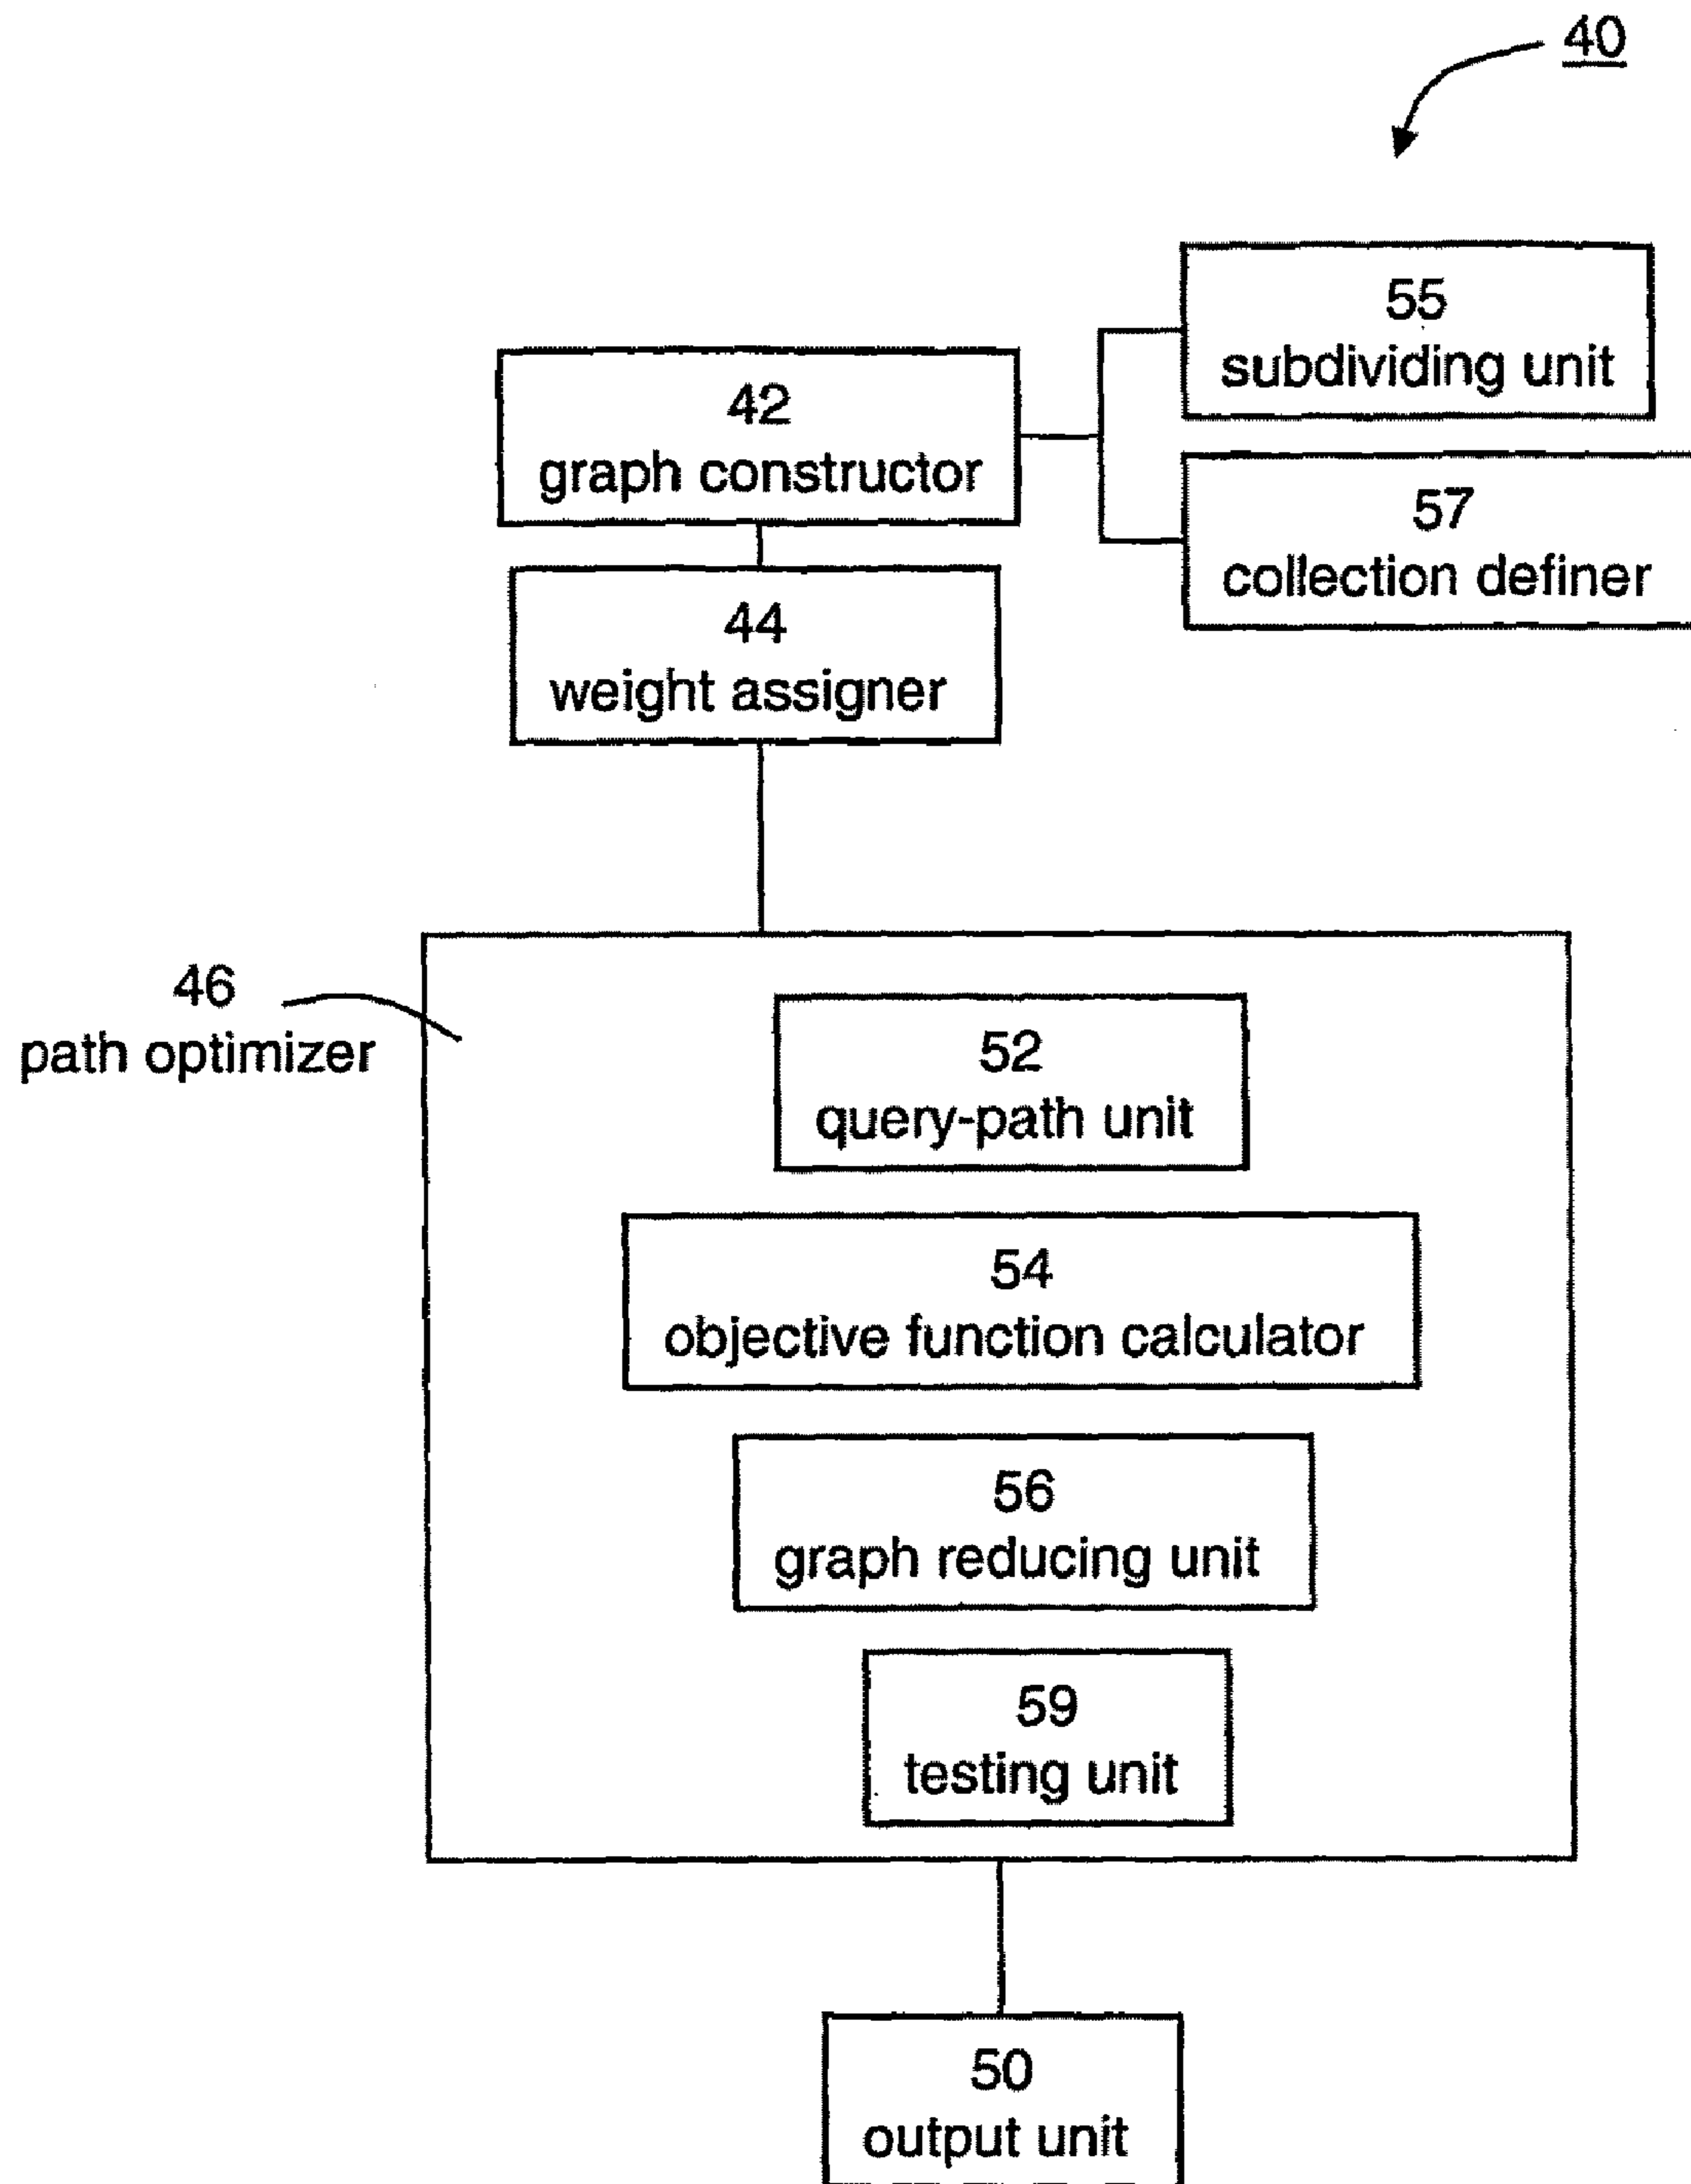 40
55
subdividing unit
42
graph constructor
57
collection definer
44
weight assigner
46
path optimizer
52
query-path unit
54
objective function calculator
56
graph reducing unit
59
testing unit
50
output unit